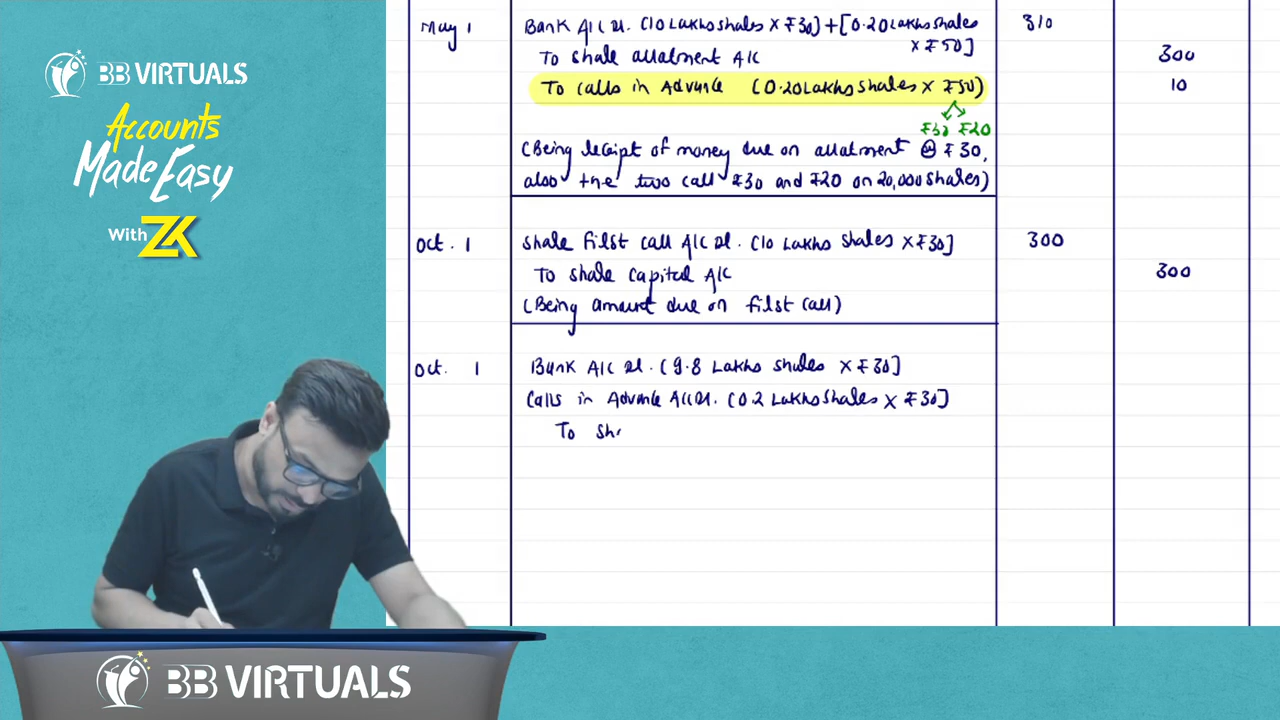 BB VIRTUALS
Accounts
Made Easy
With ZK
May 1 Bank A/C Dr. (10 Lakhs shares x ₹30] + [0.20 Lakhs shares 310
x ₹50]
To share allotment A/C 300
To calls in Advance (0.20 Lakhs shares x ₹50) 10
₹30 ₹20
(Being receipt of money due on allotment @ ₹30,
also the two call ₹30 and ₹20 on 20,000 shares)
Oct. 1 share first call A/C Dr. (10 Lakhs shares x ₹30] 300
To share capital A/C 300
(Being amount due on first call)
Oct. 1 Bank A/C Dr. (9.8 Lakhs shares x ₹30]
Calls in Advance A/C Dr. (0.2 Lakhs shares x ₹30]
To sh
BB VIRTUALS